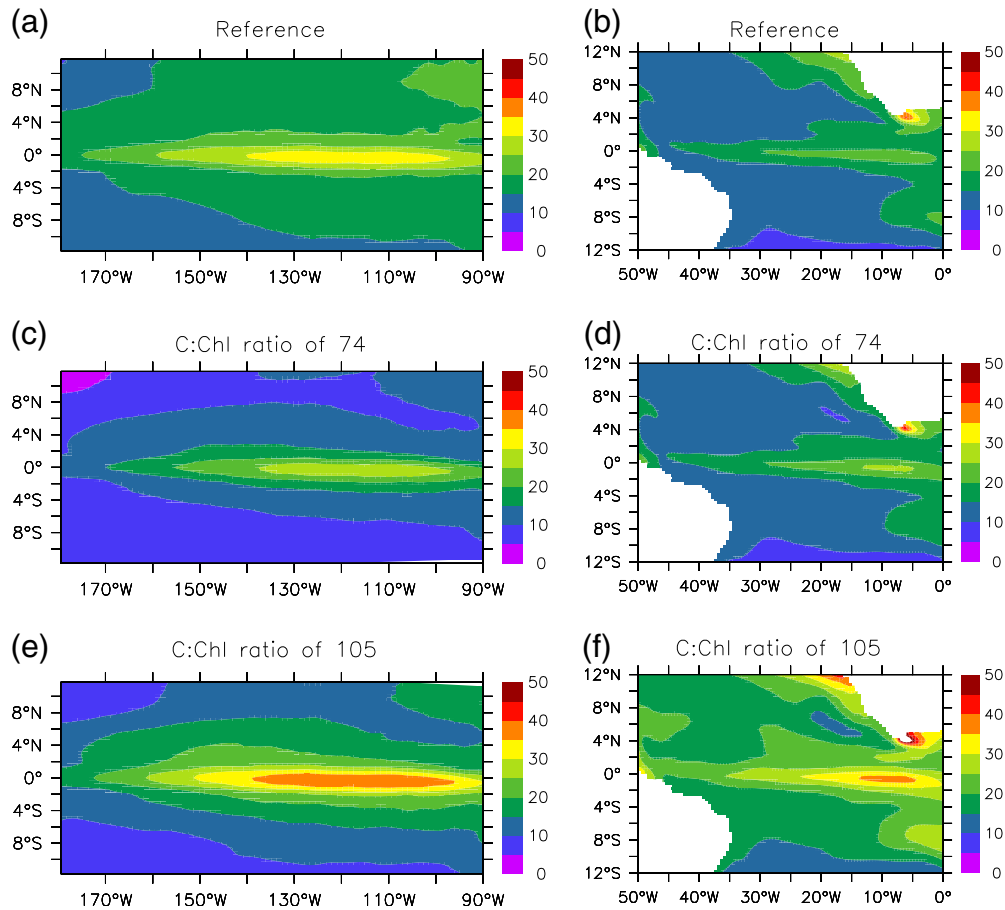 (a)
Reference
8°N
4°N
0°
4°S
8°S
170°W 150°W 130°W 110°W 90°W
50
40
30
20
10
0
(b)
Reference
12°N
8°N
4°N
0°
4°S
8°S
12°S
50°W 40°W 30°W 20°W 10°W 0°
50
40
30
20
10
0
(c)
C:Chl ratio of 74
8°N
4°N
0°
4°S
8°S
170°W 150°W 130°W 110°W 90°W
50
40
30
20
10
0
(d)
C:Chl ratio of 74
12°N
8°N
4°N
0°
4°S
8°S
12°S
50°W 40°W 30°W 20°W 10°W 0°
50
40
30
20
10
0
(e)
C:Chl ratio of 105
8°N
4°N
0°
4°S
8°S
170°W 150°W 130°W 110°W 90°W
50
40
30
20
10
0
(f)
C:Chl ratio of 105
12°N
8°N
4°N
0°
4°S
8°S
12°S
50°W 40°W 30°W 20°W 10°W 0°
50
40
30
20
10
0